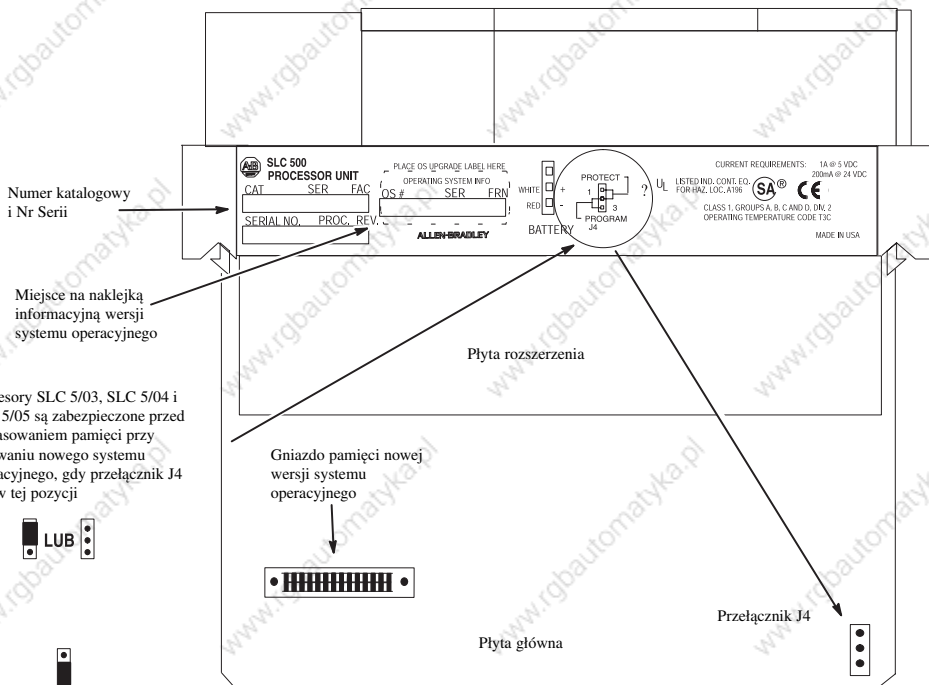 SLC 500
PROCESSOR UNIT
CAT SER FAC
SERIAL NO. PROC. REV.
PLACE OS UPGRADE LABEL HERE
OPERATING SYSTEM INFO
OS # SER FRN
ALLEN-BRADLEY
WHITE +
RED -
BATTERY
PROTECT
1
3
PROGRAM
J4
?
UL
LISTED IND. CONT. EQ.
FOR HAZ. LOC. A196
SA ®
CE
CURRENT REQUIREMENTS: 1A @ 5 VDC
200mA @ 24 VDC
CLASS 1, GROUPS A, B, C AND D, DIV. 2
OPERATING TEMPERATURE CODE T3C
MADE IN USA
Numer katalogowy
i Nr Serii
Miejsce na naklejką
informacyjną wersji
systemu operacyjnego
Płyta rozszerzenia
esory SLC 5/03, SLC 5/04 i
5/05 są zabezpieczone przed
asowaniem pamięci przy
waniu nowego systemu
acyjnego, gdy przełącznik J4
w tej pozycji
LUB
Gniazdo pamięci nowej
wersji systemu
operacyjnego
Przełącznik J4
Płyta główna
www.rgbautomatyka.pl